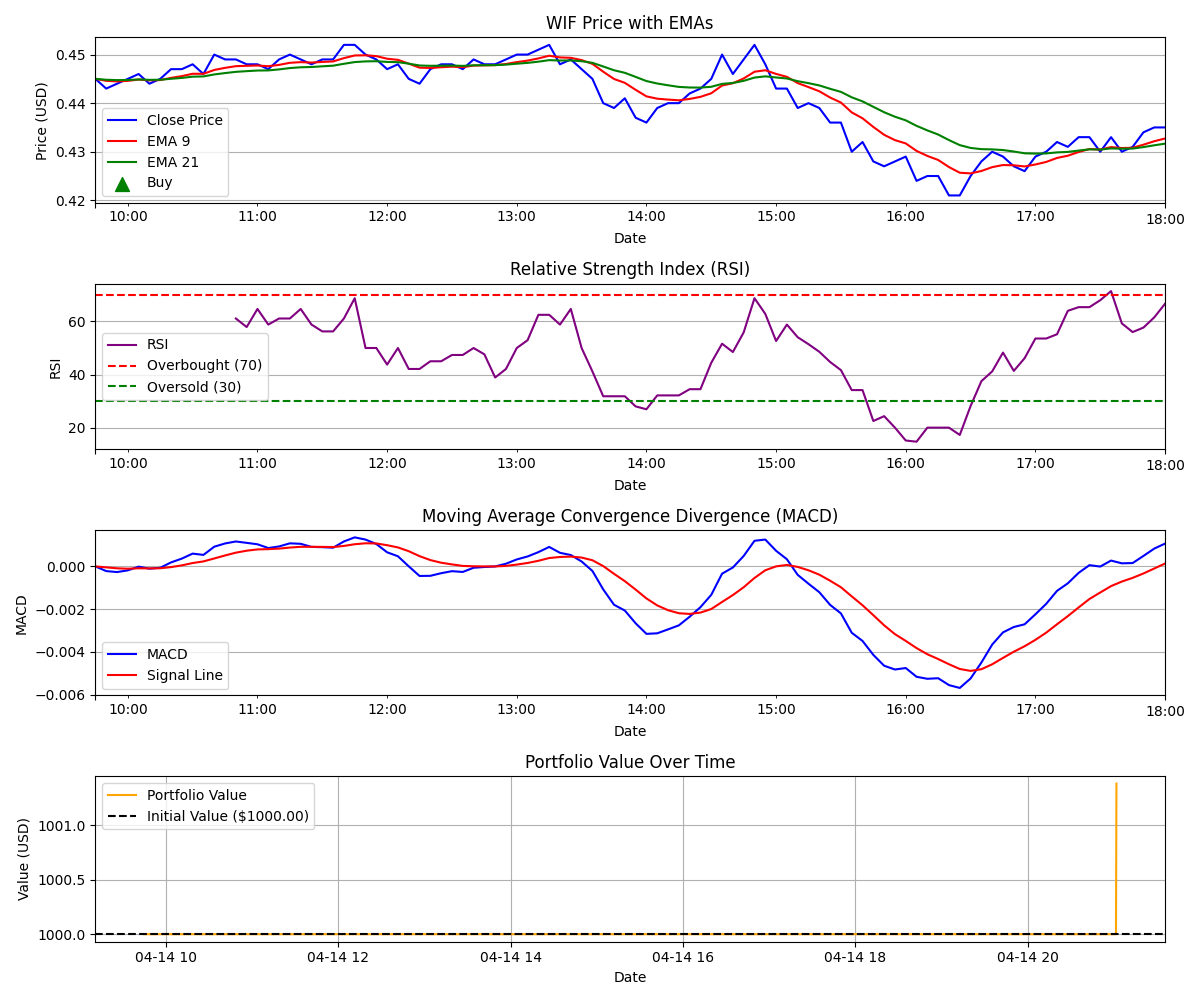 WIF Price with EMAs
Price (USD)
0.45
0.44
0.43
0.42
Close Price
EMA 9
EMA 21
Buy
10:00 11:00 12:00 13:00 14:00 15:00 16:00 17:00 18:00
Date
Relative Strength Index (RSI)
RSI
60
40
20
RSI
Overbought (70)
Oversold (30)
10:00 11:00 12:00 13:00 14:00 15:00 16:00 17:00 18:00
Date
Moving Average Convergence Divergence (MACD)
MACD
0.000
−0.002
−0.004
−0.006
MACD
Signal Line
10:00 11:00 12:00 13:00 14:00 15:00 16:00 17:00 18:00
Date
Portfolio Value Over Time
Value (USD)
1001.0
1000.5
1000.0
Portfolio Value
Initial Value ($1000.00)
04-14 10 04-14 12 04-14 14 04-14 16 04-14 18 04-14 20
Date